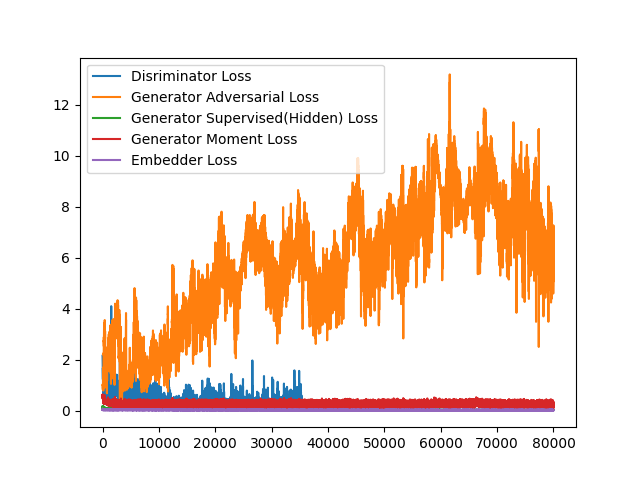 Disriminator Loss
Generator Adversarial Loss
Generator Supervised(Hidden) Loss
Generator Moment Loss
Embedder Loss
12
10
8
6
4
2
0
0 10000 20000 30000 40000 50000 60000 70000 80000